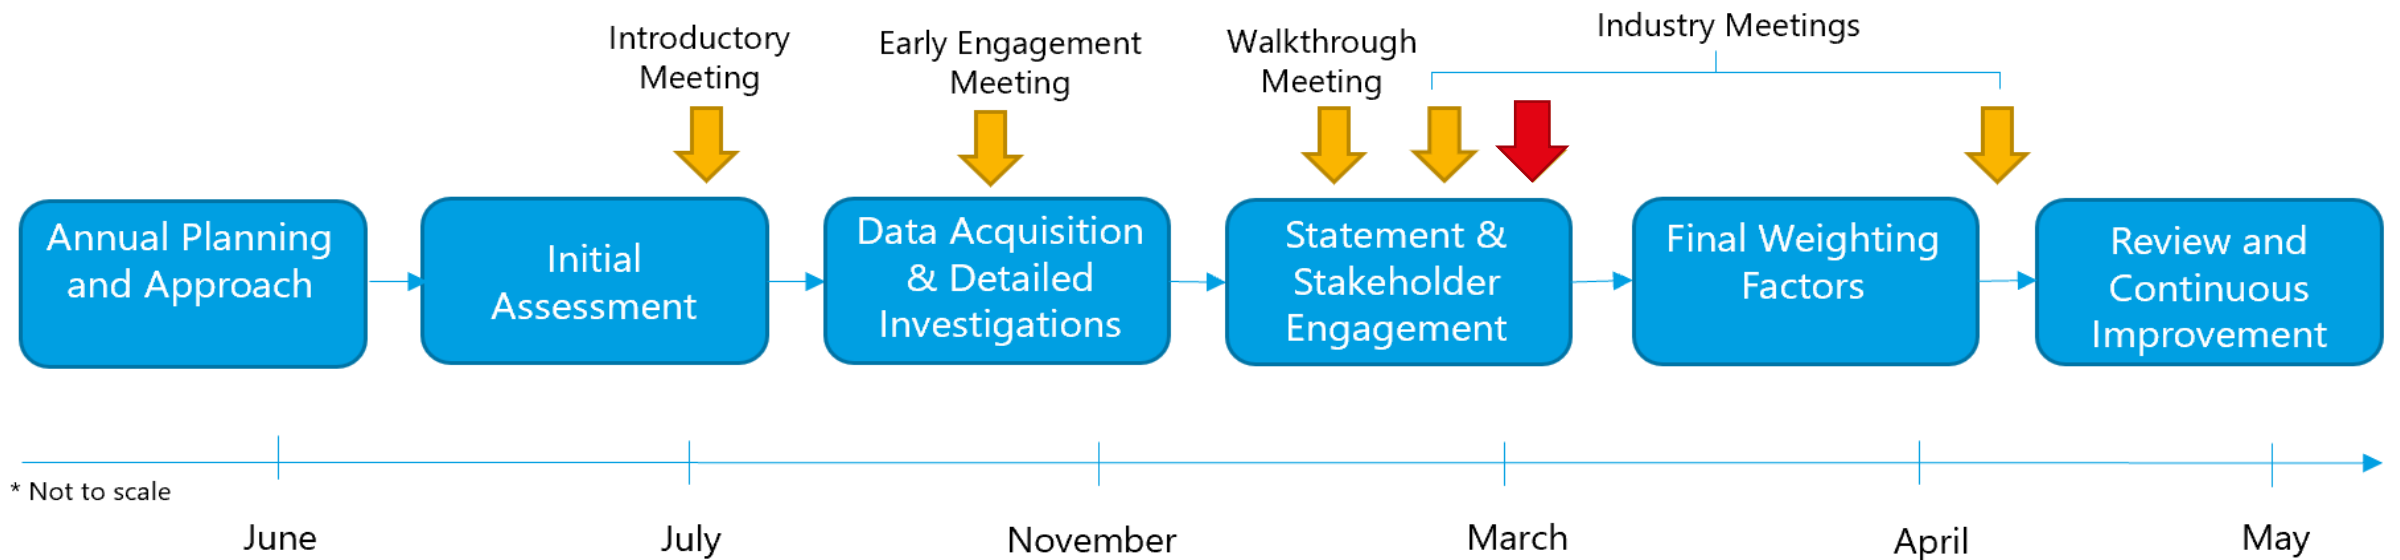 Introductory
Meeting
Early Engagement
Meeting
Walkthrough
Meeting
Industry Meetings
Annual Planning
and Approach
Initial
Assessment
Data Acquisition
& Detailed
Investigations
Statement &
Stakeholder
Engagement
Final Weighting
Factors
Review and
Continuous
Improvement
* Not to scale
June
July
November
March
April
May